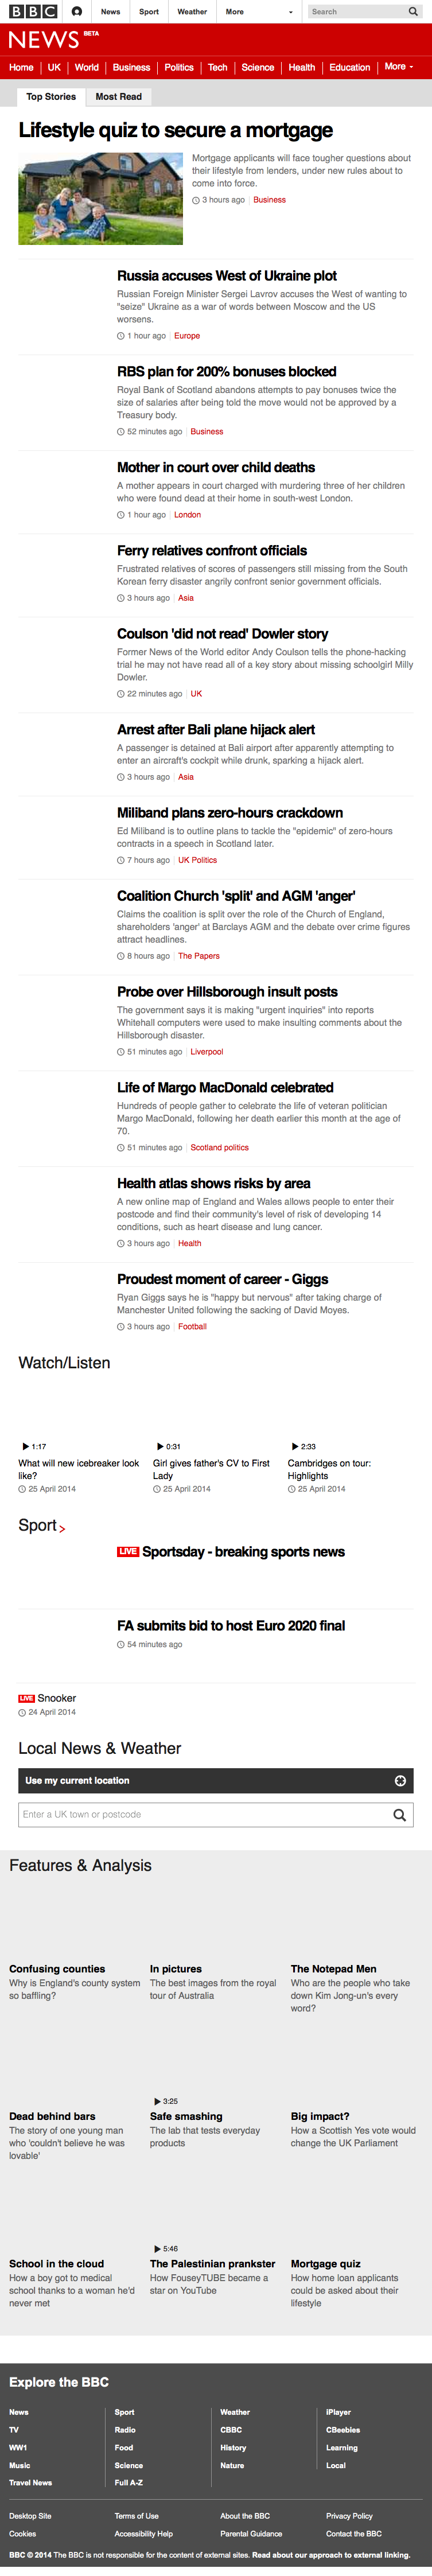 BBC
News
Sport
Weather
More
Search
NEWS BETA
Home
UK
World
Business
Politics
Tech
Science
Health
Education
More
Top Stories
Most Read
Lifestyle quiz to secure a mortgage
Mortgage applicants will face tougher questions about
their lifestyle from lenders, under new rules about to
come into force.
3 hours ago Business
Russia accuses West of Ukraine plot
Russian Foreign Minister Sergei Lavrov accuses the West of wanting to
"seize" Ukraine as a war of words between Moscow and the US
worsens.
1 hour ago Europe
RBS plan for 200% bonuses blocked
Royal Bank of Scotland abandons attempts to pay bonuses twice the
size of salaries after being told the move would not be approved by a
Treasury body.
52 minutes ago Business
Mother in court over child deaths
A mother appears in court charged with murdering three of her children
who were found dead at their home in south-west London.
1 hour ago London
Ferry relatives confront officials
Frustrated relatives of scores of passengers still missing from the South
Korean ferry disaster angrily confront senior government officials.
3 hours ago Asia
Coulson 'did not read' Dowler story
Former News of the World editor Andy Coulson tells the phone-hacking
trial he may not have read all of a key story about missing schoolgirl Milly
Dowler.
22 minutes ago UK
Arrest after Bali plane hijack alert
A passenger is detained at Bali airport after apparently attempting to
enter an aircraft's cockpit while drunk, sparking a hijack alert.
3 hours ago Asia
Miliband plans zero-hours crackdown
Ed Miliband is to outline plans to tackle the "epidemic" of zero-hours
contracts in a speech in Scotland later.
7 hours ago UK Politics
Coalition Church 'split' and AGM 'anger'
Claims the coalition is split over the role of the Church of England,
shareholders 'anger' at Barclays AGM and the debate over crime figures
attract headlines.
8 hours ago The Papers
Probe over Hillsborough insult posts
The government says it is making "urgent inquiries" into reports
Whitehall computers were used to make insulting comments about the
Hillsborough disaster.
51 minutes ago Liverpool
Life of Margo MacDonald celebrated
Hundreds of people gather to celebrate the life of veteran politician
Margo MacDonald, following her death earlier this month at the age of
70.
51 minutes ago Scotland politics
Health atlas shows risks by area
A new online map of England and Wales allows people to enter their
postcode and find their community's level of risk of developing 14
conditions, such as heart disease and lung cancer.
3 hours ago Health
Proudest moment of career - Giggs
Ryan Giggs says he is "happy but nervous" after taking charge of
Manchester United following the sacking of David Moyes.
3 hours ago Football
Watch/Listen
1:17
What will new icebreaker look
like?
25 April 2014
0:31
Girl gives father's CV to First
Lady
25 April 2014
2:33
Cambridges on tour:
Highlights
25 April 2014
Sport
LIVE Sportsday - breaking sports news
FA submits bid to host Euro 2020 final
54 minutes ago
LIVE Snooker
24 April 2014
Local News & Weather
Use my current location
Enter a UK town or postcode
Features & Analysis
Confusing counties
Why is England's county system
so baffling?
In pictures
The best images from the royal
tour of Australia
The Notepad Men
Who are the people who take
down Kim Jong-un's every
word?
Dead behind bars
The story of one young man
who 'couldn't believe he was
lovable'
3:25
Safe smashing
The lab that tests everyday
products
Big impact?
How a Scottish Yes vote would
change the UK Parliament
School in the cloud
How a boy got to medical
school thanks to a woman he'd
never met
5:46
The Palestinian prankster
How FouseyTUBE became a
star on YouTube
Mortgage quiz
How home loan applicants
could be asked about their
lifestyle
Explore the BBC
News
Sport
Weather
iPlayer
TV
Radio
CBBC
CBeebies
WW1
Food
History
Learning
Music
Science
Nature
Local
Travel News
Full A-Z
Desktop Site
Terms of Use
About the BBC
Privacy Policy
Cookies
Accessibility Help
Parental Guidance
Contact the BBC
BBC © 2014 The BBC is not responsible for the content of external sites. Read about our approach to external linking.